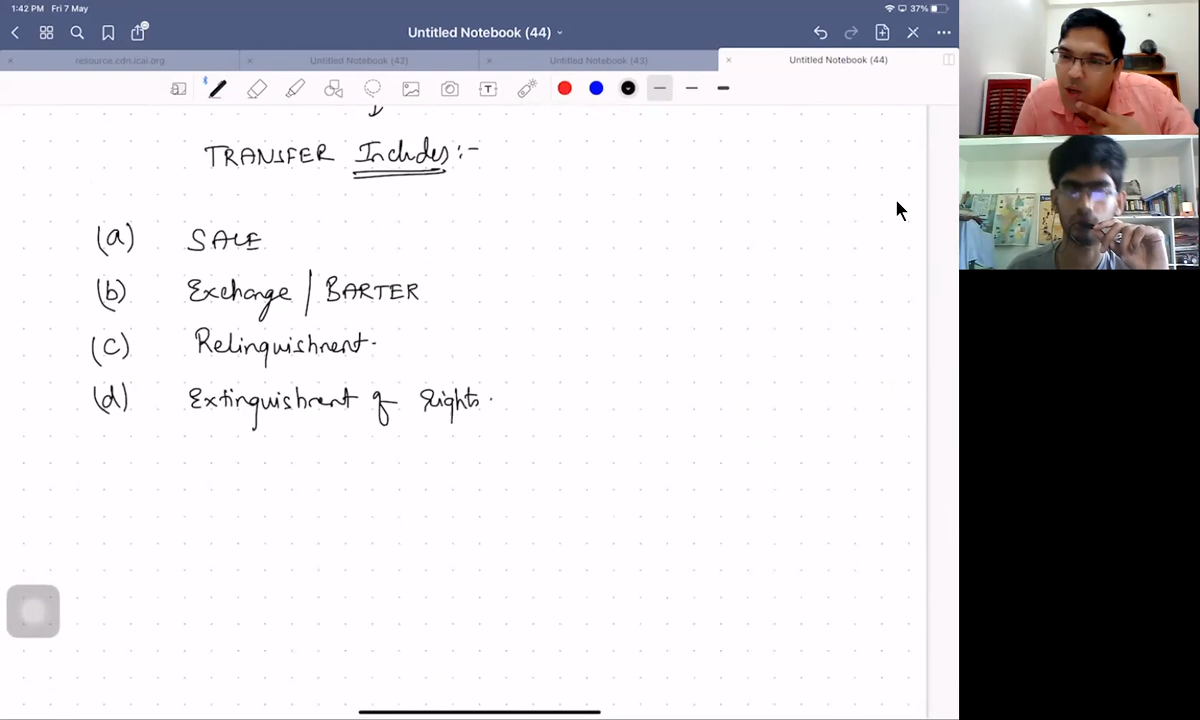 1:42 PM Fri 7 May
37%
Untitled Notebook (44)
resource.cdn.icai.org
Untitled Notebook (42)
Untitled Notebook (43)
Untitled Notebook (44)
T
TRANSFER Includes :-
(a) SALE
(b) Exchange / BARTER
(c) Relinquishment.
(d) Extinguishment of rights.